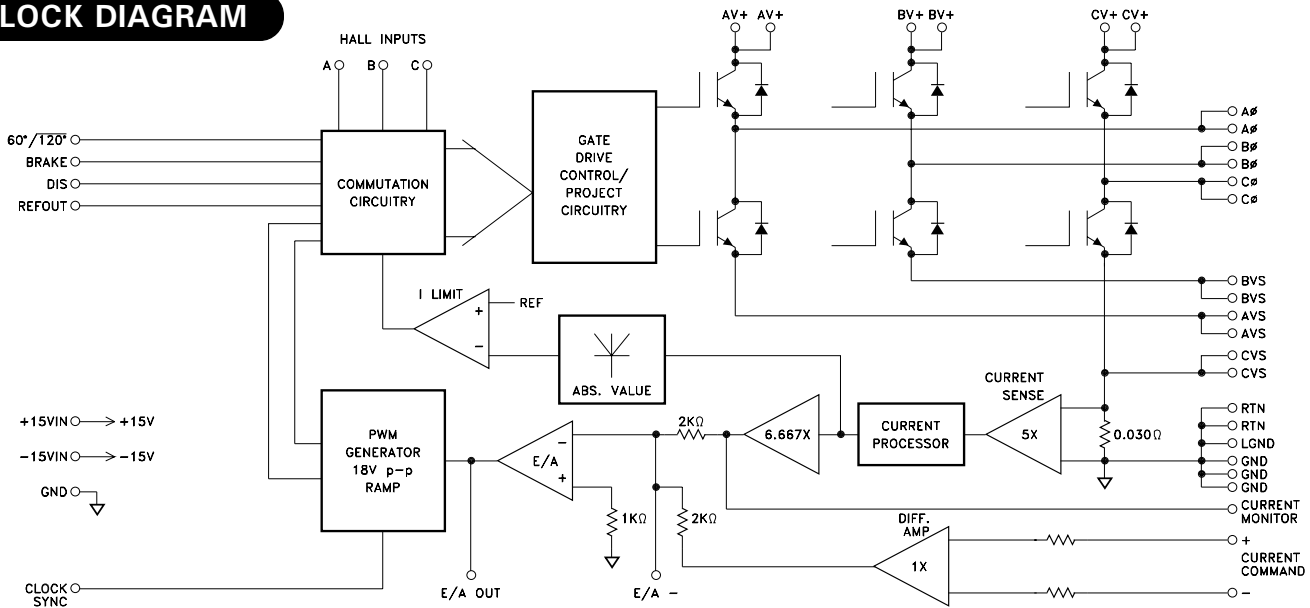 LOCK DIAGRAM
HALL INPUTS
A B C
AV+ AV+
BV+ BV+
CV+ CV+
60°/120°
BRAKE
DIS
REFOUT
COMMUTATION
CIRCUITRY
GATE
DRIVE
CONTROL/
PROJECT
CIRCUITRY
AØ
AØ
BØ
BØ
CØ
CØ
BVS
BVS
AVS
AVS
CVS
CVS
I LIMIT
+
−
REF
ABS. VALUE
CURRENT
SENSE
5X
0.030Ω
CURRENT
PROCESSOR
6.667X
2KΩ
RTN
RTN
LGND
GND
GND
GND
CURRENT
MONITOR
+
CURRENT
COMMAND
−
DIFF.
AMP
1X
2KΩ
1KΩ
−
E/A
+
PWM
GENERATOR
18V p-p
RAMP
+15VIN +15V
-15VIN -15V
GND
CLOCK
SYNC
E/A OUT
E/A -